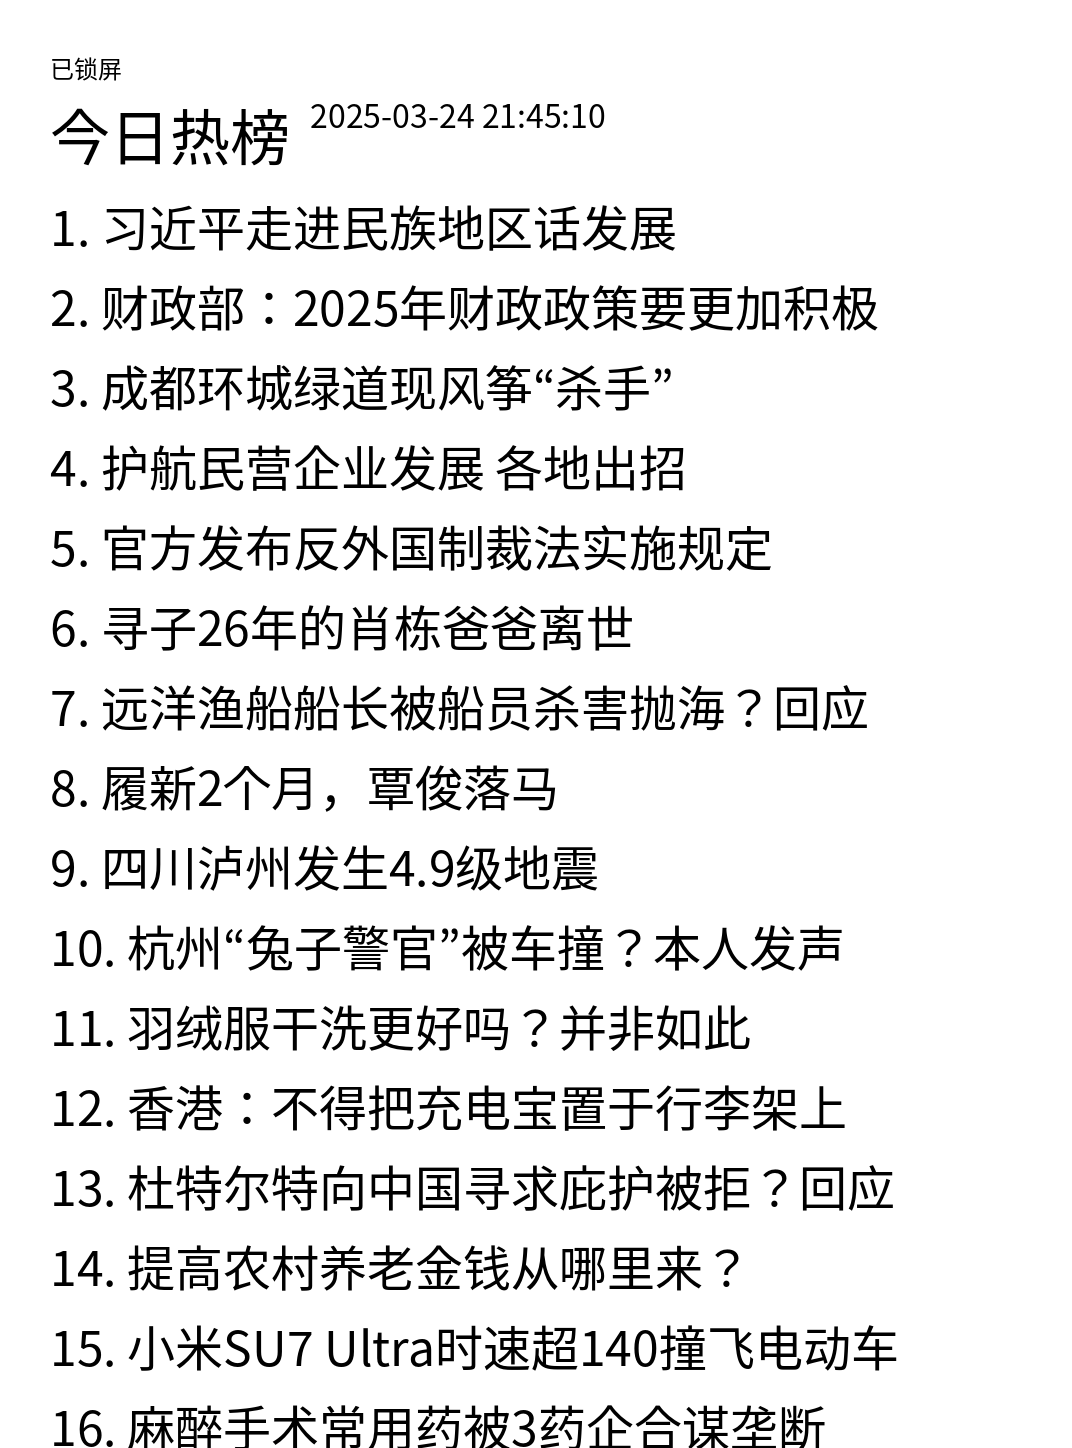 已锁屏
今日热榜 2025-03-24 21:45:10
1. 习近平走进民族地区话发展
2. 财政部：2025年财政政策要更加积极
3. 成都环城绿道现风筝“杀手”
4. 护航民营企业发展 各地出招
5. 官方发布反外国制裁法实施规定
6. 寻子26年的肖栋爸爸离世
7. 远洋渔船船长被船员杀害抛海？回应
8. 履新2个月，覃俊落马
9. 四川泸州发生4.9级地震
10. 杭州“兔子警官”被车撞？本人发声
11. 羽绒服干洗更好吗？并非如此
12. 香港：不得把充电宝置于行李架上
13. 杜特尔特向中国寻求庇护被拒？回应
14. 提高农村养老金钱从哪里来？
15. 小米SU7 Ultra时速超140撞飞电动车
16. 麻醉手术常用药被3药企合谋垄断